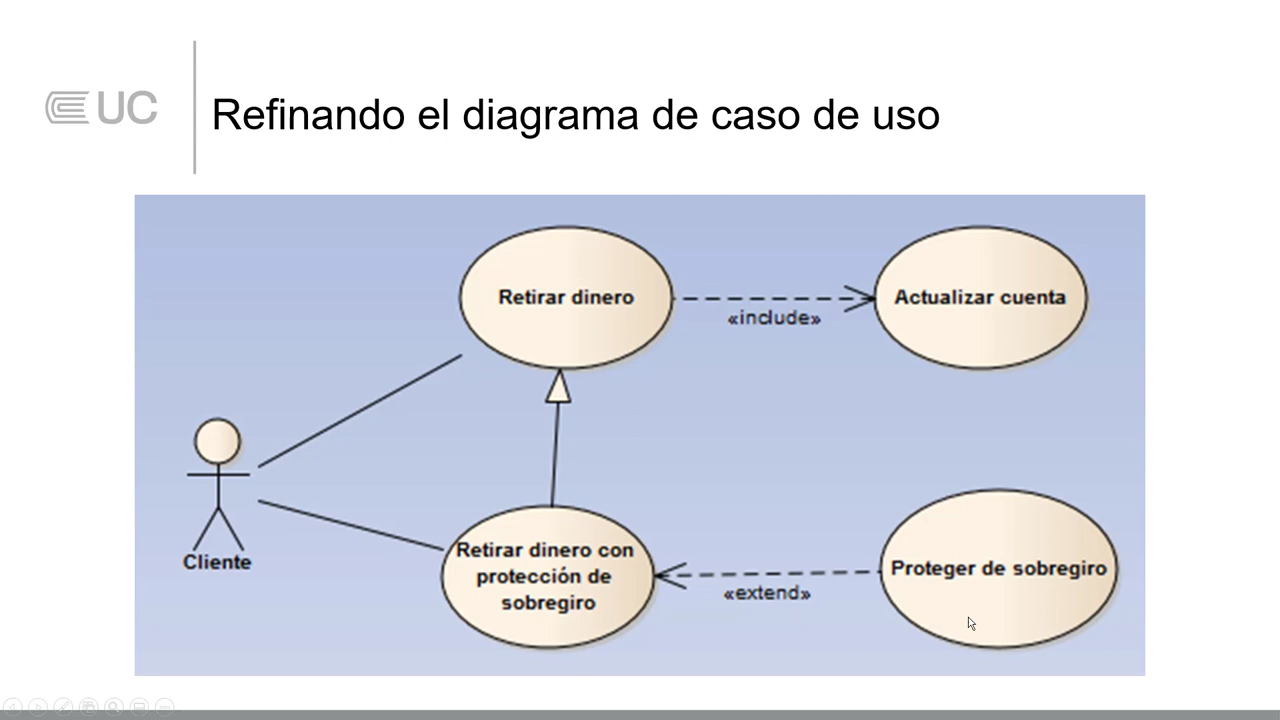 UC
Refinando el diagrama de caso de uso
Retirar dinero
Actualizar cuenta
«include»
Cliente
Retirar dinero con
protección de
sobregiro
Proteger de sobregiro
«extend»